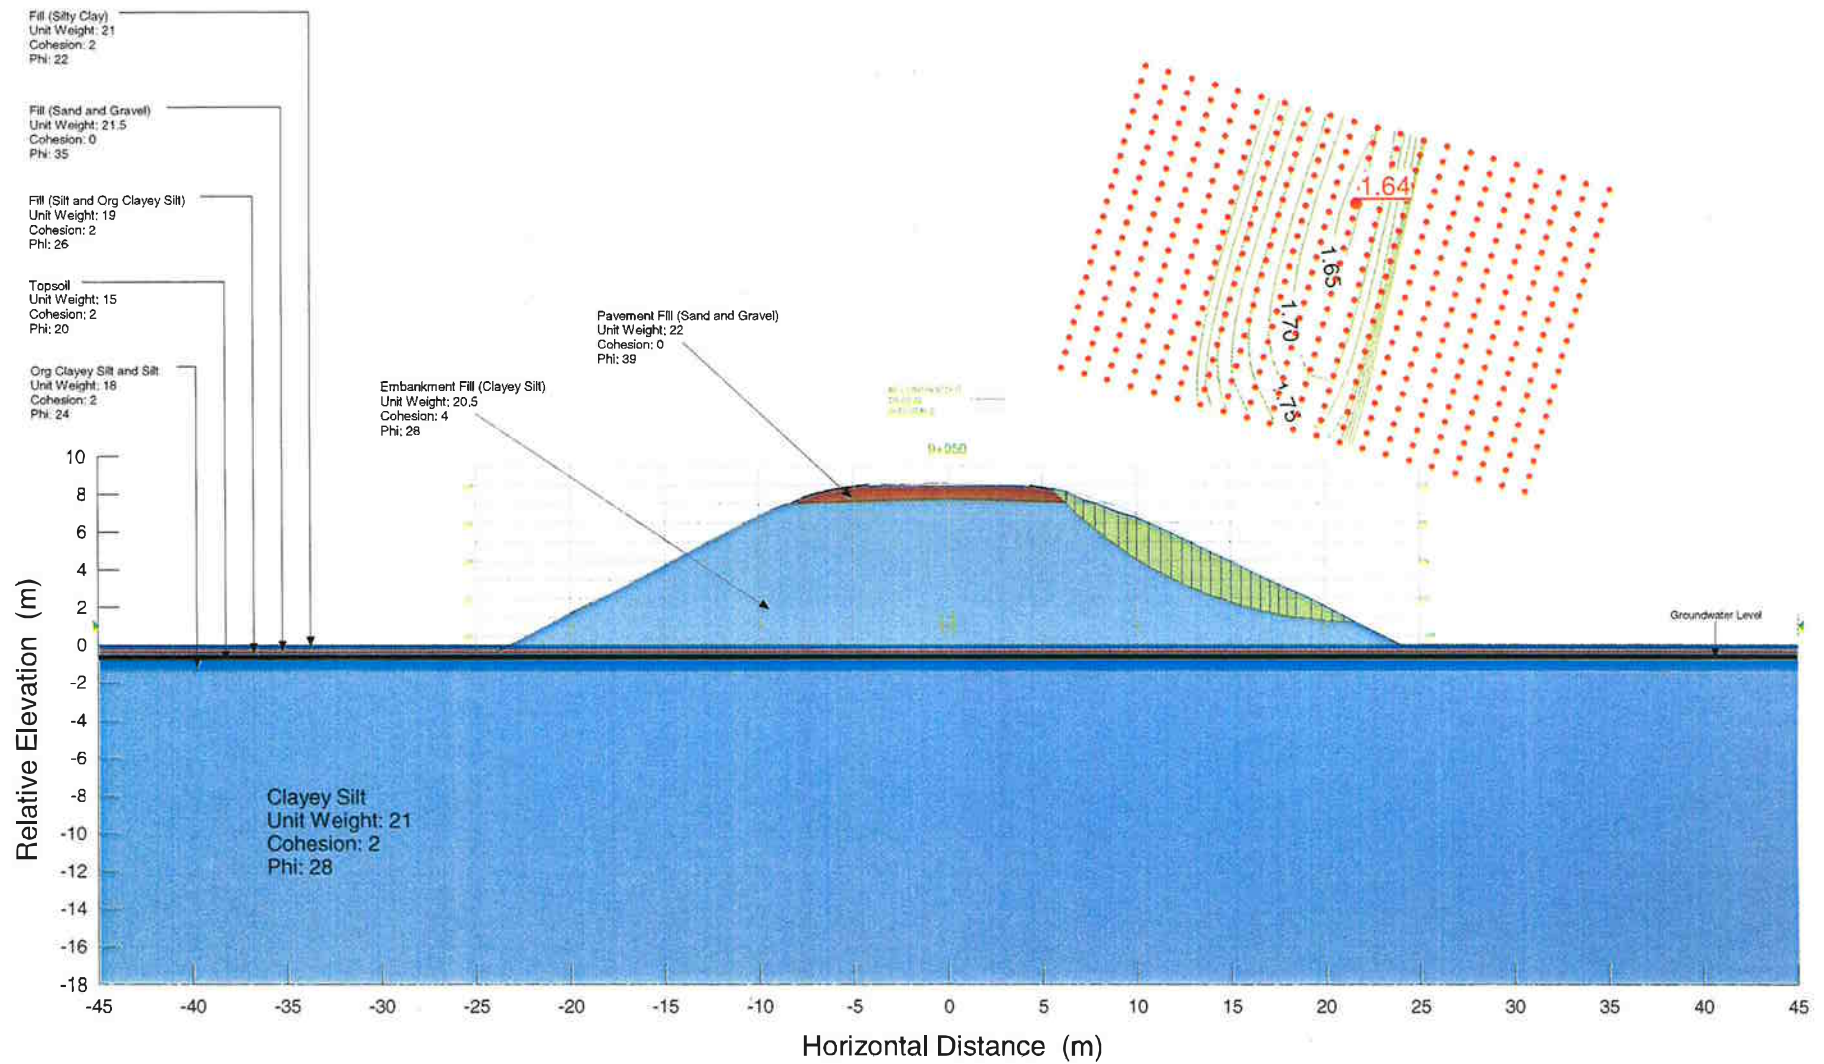 Fill (Silty Clay)
Unit Weight: 21
Cohesion: 2
Phi: 22
Fill (Sand and Gravel)
Unit Weight: 21.5
Cohesion: 0
Phi: 35
Fill (Silt and Org Clayey Silt)
Unit Weight: 19
Cohesion: 2
Phi: 26
Topsoil
Unit Weight: 15
Cohesion: 2
Phi: 20
Org Clayey Silt and Silt
Unit Weight: 18
Cohesion: 2
Phi: 24
Embankment Fill (Clayey Silt)
Unit Weight: 20.5
Cohesion: 4
Phi: 28
Pavement Fill (Sand and Gravel)
Unit Weight: 22
Cohesion: 0
Phi: 39
1.64
1.65
1.70
1.75
9+050
Groundwater Level
Relative Elevation (m)
10
8
6
4
2
0
-2
-4
-6
-8
-10
-12
-14
-16
-18
Clayey Silt
Unit Weight: 21
Cohesion: 2
Phi: 28
-45 -40 -35 -30 -25 -20 -15 -10 -5 0 5 10 15 20 25 30 35 40 45
Horizontal Distance (m)